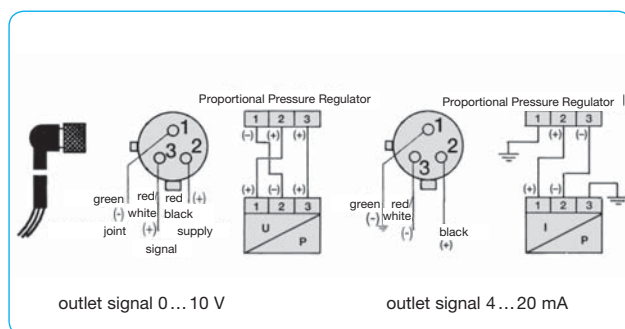 Proportional Pressure Regulator
1 2 3
(-) (+) (+)
(+) (-) (+)
1 2 3
U
P
1
3 2
green red/ red (+)
(-) white black
joint (+) supply
signal
outlet signal 0…10 V
Proportional Pressure Regulator
1 2 3
(+) (-)
(+) (-)
1 2 3
I
P
1
3 2
green red/
(-) white
(-)
black
(+)
outlet signal 4…20 mA